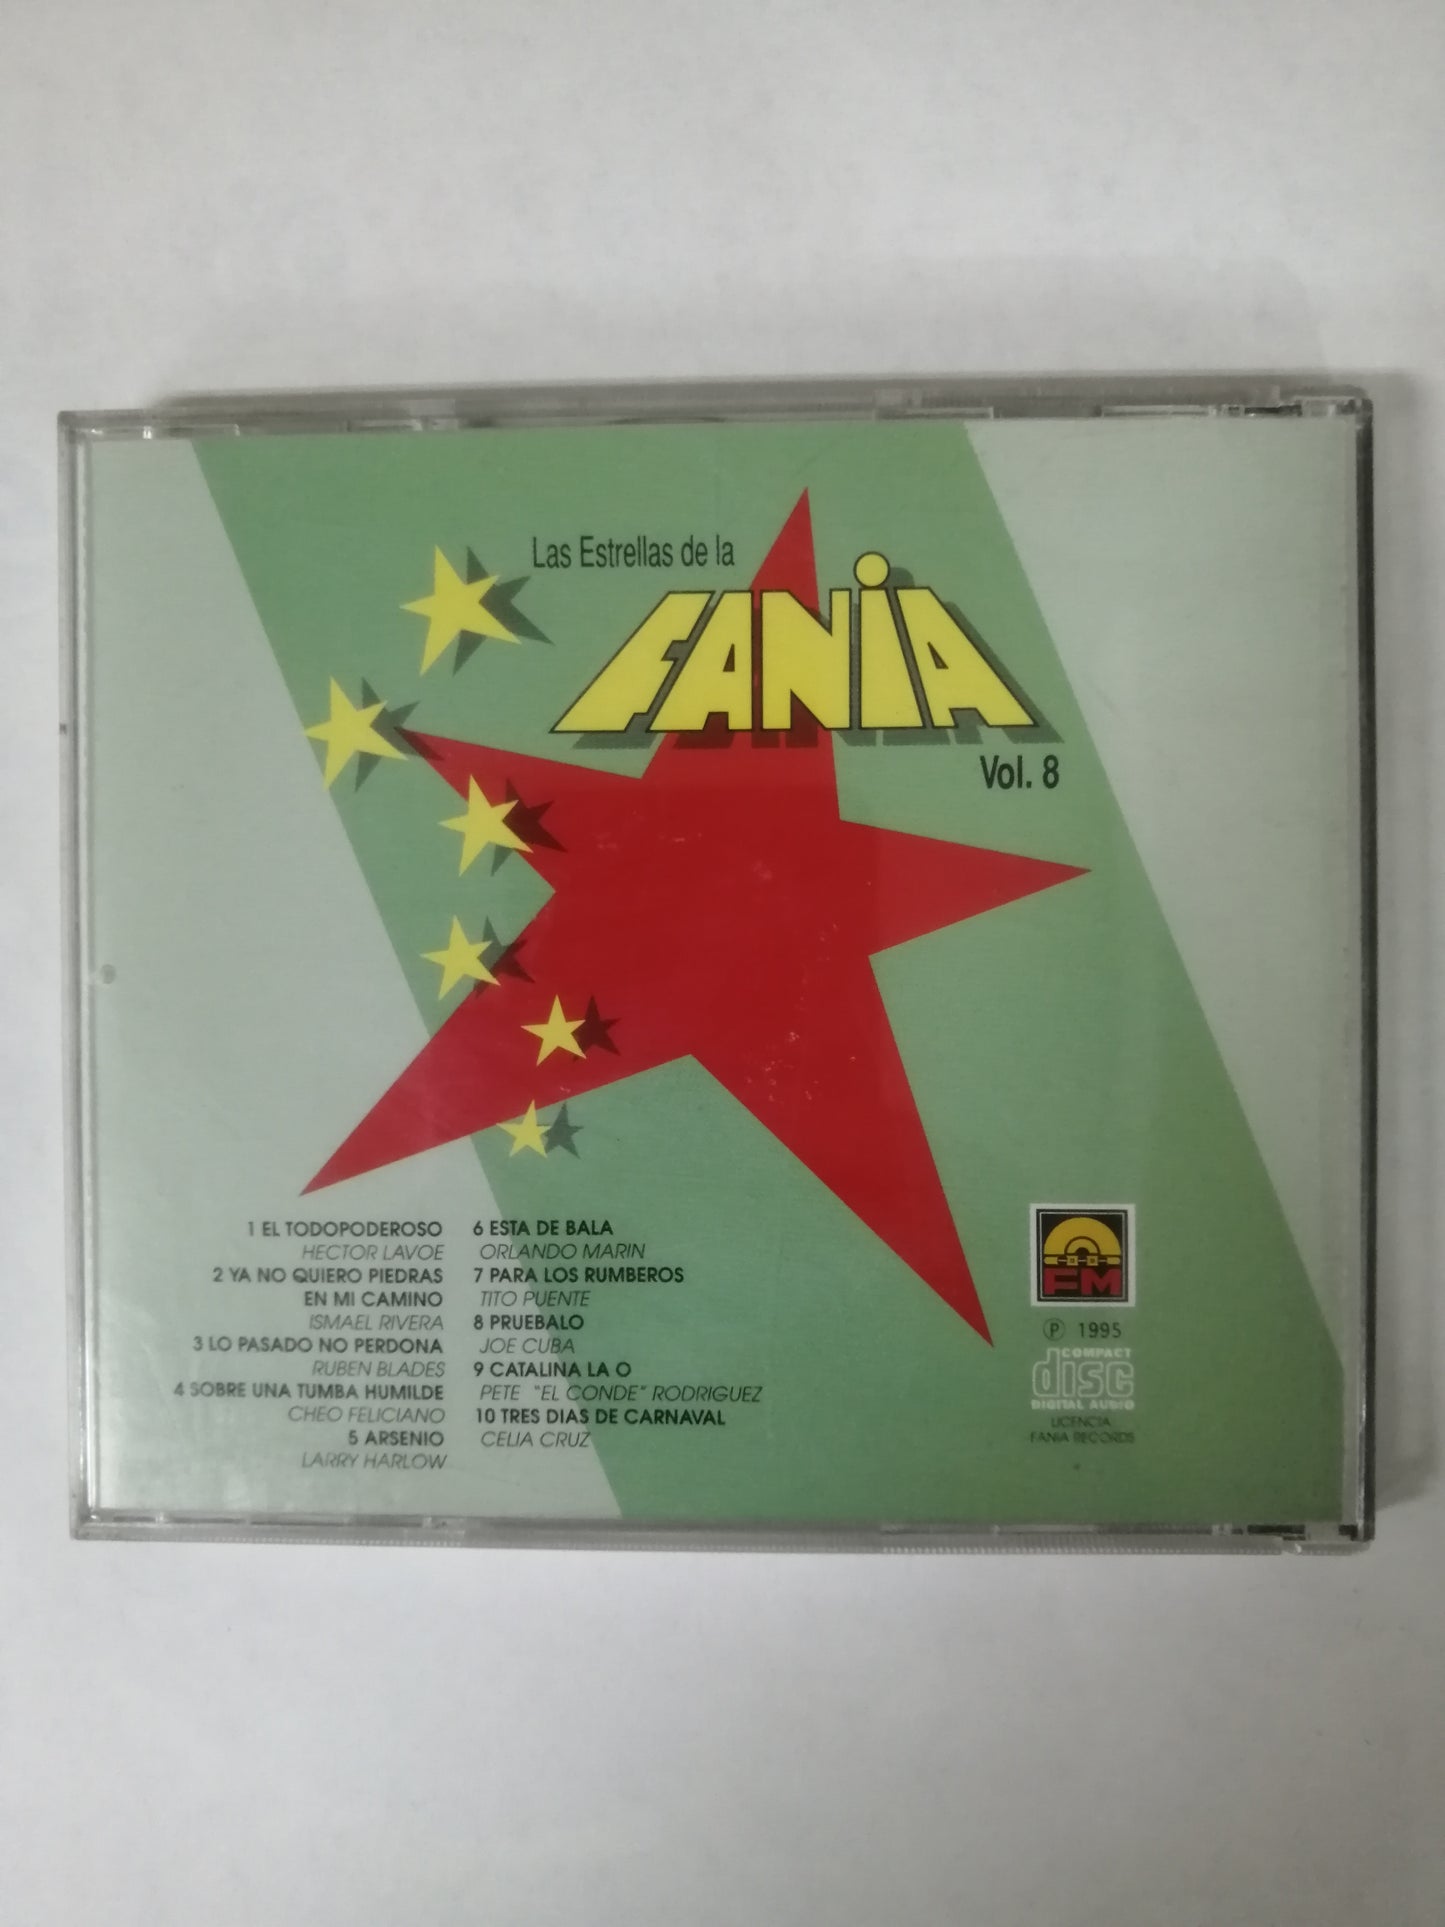 Las Estrellas de la
FANIA
Vol. 8
1 EL TODOPODEROSO
HECTOR LAVOE
2 YA NO QUIERO PIEDRAS
EN MI CAMINO
ISMAEL RIVERA
3 LO PASADO NO PERDONA
RUBEN BLADES
4 SOBRE UNA TUMBA HUMILDE
CHEO FELICIANO
5 ARSENIO
LARRY HARLOW
6 ESTA DE BALA
ORLANDO MARIN
7 PARA LOS RUMBEROS
TITO PUENTE
8 PRUEBALO
JOE CUBA
9 CATALINA LA O
PETE "EL CONDE" RODRIGUEZ
10 TRES DIAS DE CARNAVAL
CELIA CRUZ
FM
Ⓟ 1995
COMPACT
disc
DIGITAL AUDIO
LICENCIA
FANIA RECORDS